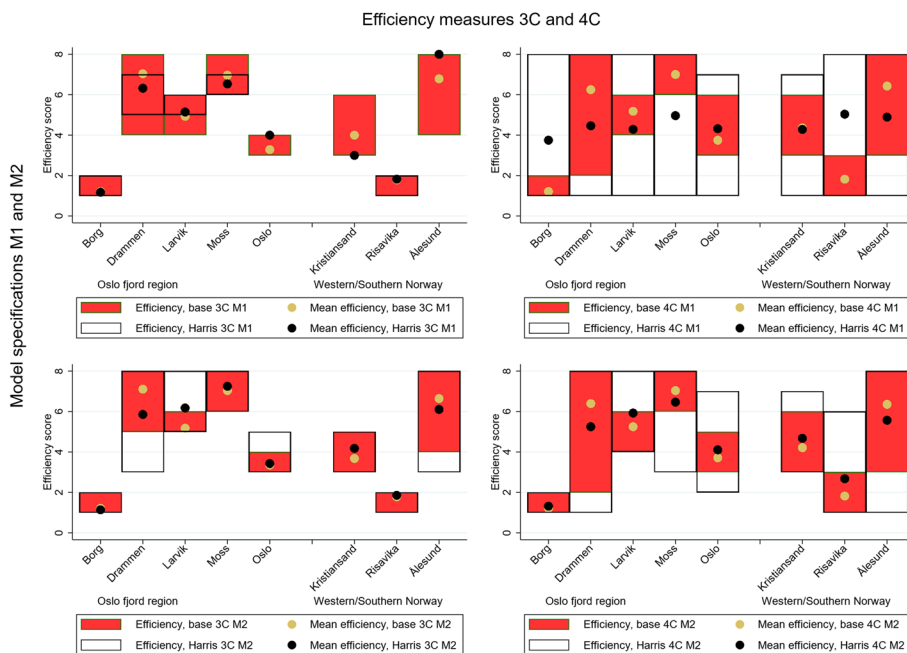 Efficiency measures 3C and 4C
Model specifications M1 and M2
Efficiency score
0 2 4 6 8
Borg Drammen Larvik Moss Oslo Kristiansand Risavika Ålesund
Oslo fjord region Western/Southern Norway
Efficiency, base 3C M1 Mean efficiency, base 3C M1
Efficiency, Harris 3C M1 Mean efficiency, Harris 3C M1
Efficiency score
0 2 4 6 8
Borg Drammen Larvik Moss Oslo Kristiansand Risavika Ålesund
Oslo fjord region Western/Southern Norway
Efficiency, base 4C M1 Mean efficiency, base 4C M1
Efficiency, Harris 4C M1 Mean efficiency, Harris 4C M1
Efficiency score
0 2 4 6 8
Borg Drammen Larvik Moss Oslo Kristiansand Risavika Ålesund
Oslo fjord region Western/Southern Norway
Efficiency, base 3C M2 Mean efficiency, base 3C M2
Efficiency, Harris 3C M2 Mean efficiency, Harris 3C M2
Efficiency score
0 2 4 6 8
Borg Drammen Larvik Moss Oslo Kristiansand Risavika Ålesund
Oslo fjord region Western/Southern Norway
Efficiency, base 4C M2 Mean efficiency, base 4C M2
Efficiency, Harris 4C M2 Mean efficiency, Harris 4C M2